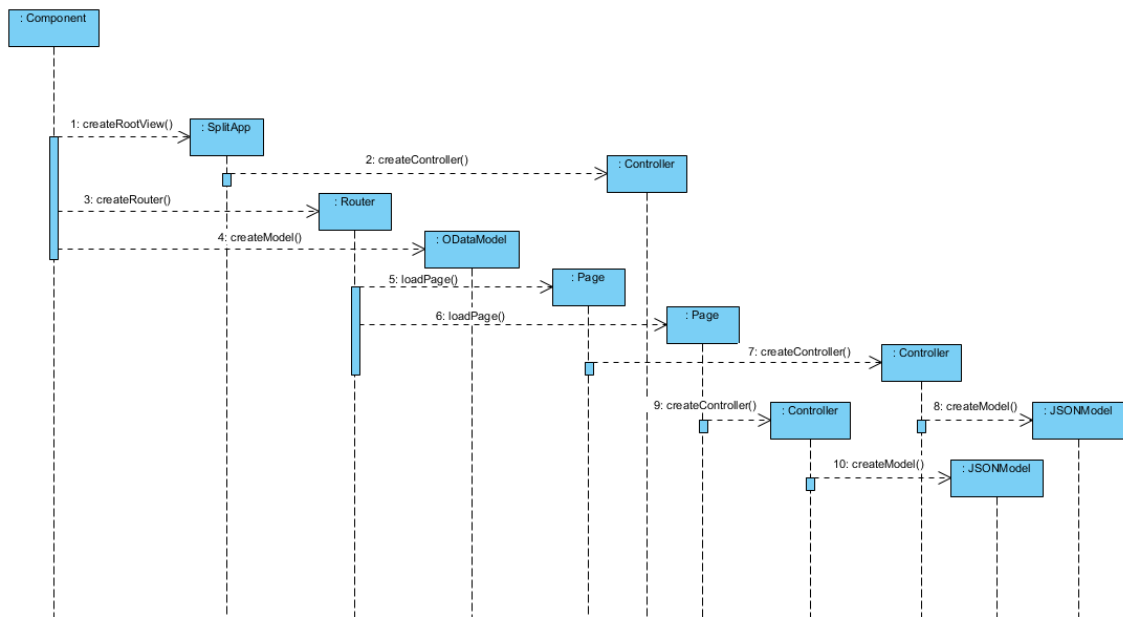 : Component
1: createRootView()
: SplitApp
2: createController()
: Controller
3: createRouter()
: Router
4: createModel()
: ODataModel
5: loadPage()
: Page
6: loadPage()
: Page
7: createController()
: Controller
9: createController()
: Controller
8: createModel()
: JSONModel
10: createModel()
: JSONModel